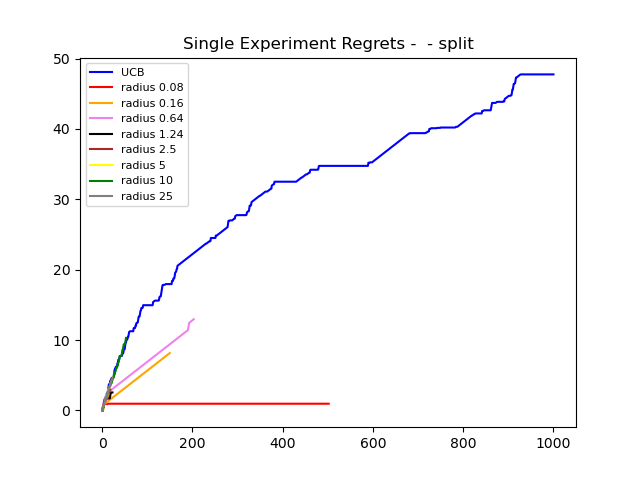 Single Experiment Regrets -  - split
UCB
radius 0.08
radius 0.16
radius 0.64
radius 1.24
radius 2.5
radius 5
radius 10
radius 25
50
40
30
20
10
0
0 200 400 600 800 1000